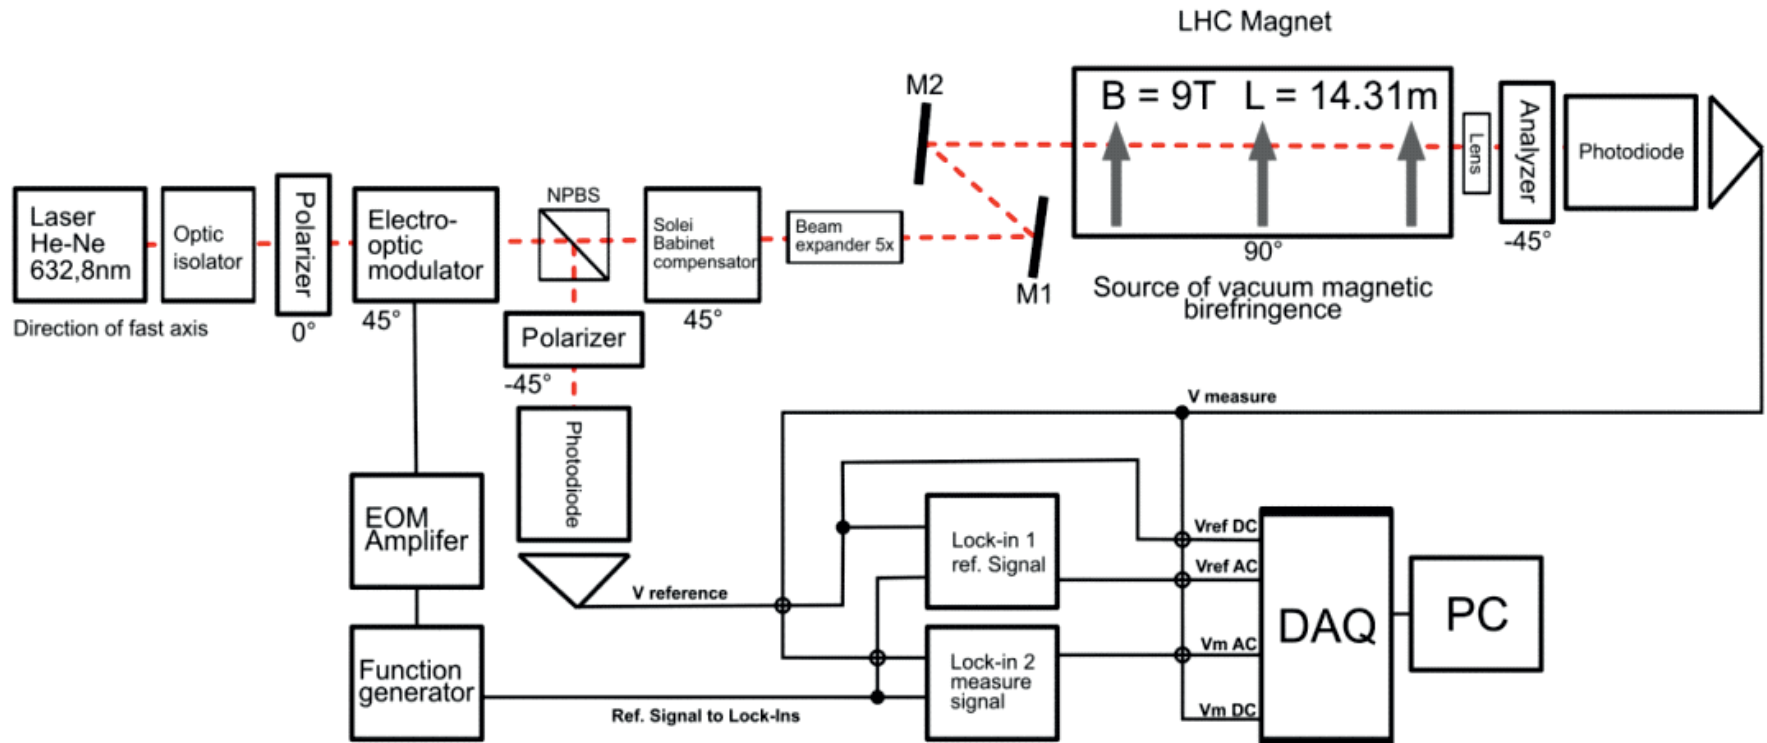 LHC Magnet
M2
B = 9T L = 14.31m
Lens
Analyzer
Photodiode
-45°
90°
Source of vacuum magnetic
birefringence
M1
Laser
He-Ne
632,8nm
Optic
isolator
Polarizer
Electro-
optic
modulator
NPBS
Solei
Babinet
compensator
Beam
expander 5x
Direction of fast axis
0°
45°
45°
Polarizer
-45°
Photodiode
V measure
EOM
Amplifer
V reference
Lock-in 1
ref. Signal
Vref DC
Vref AC
DAQ
PC
Function
generator
Ref. Signal to Lock-Ins
Lock-in 2
measure
signal
Vm AC
Vm DC